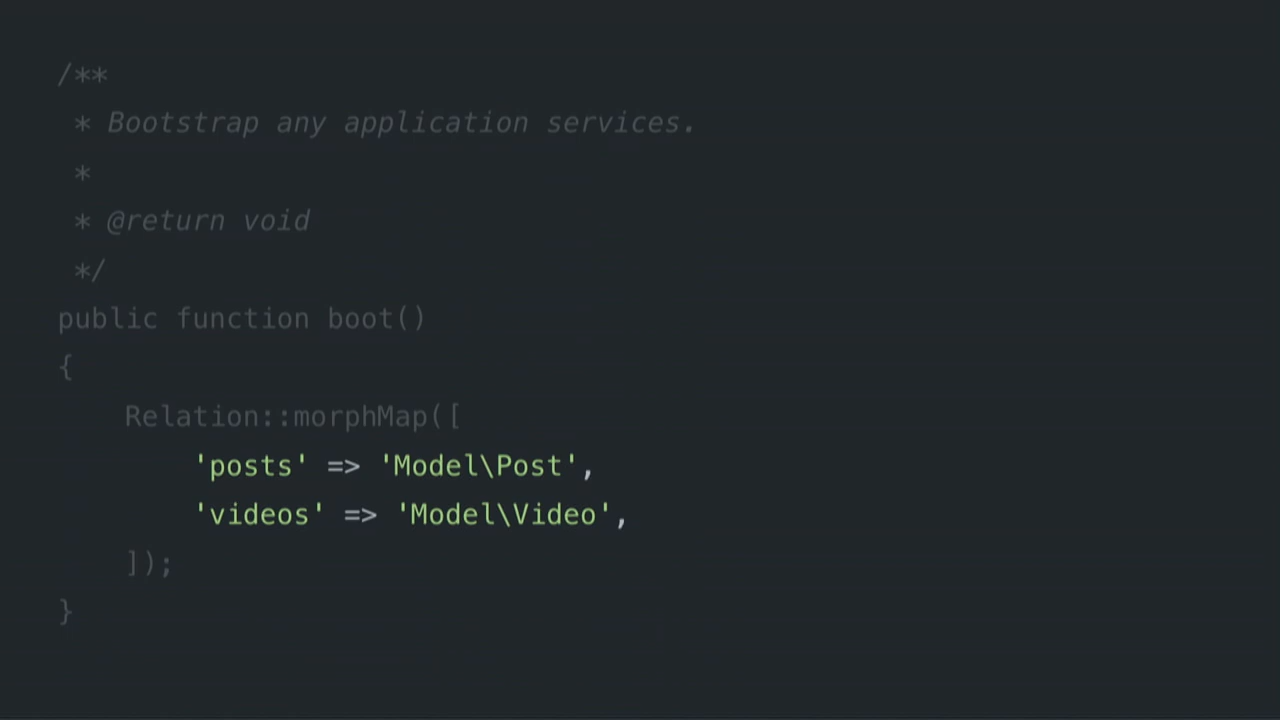 /**
 * Bootstrap any application services.
 *
 * @return void
 */
public function boot()
{
    Relation::morphMap([
        'posts' => 'Model\Post',
        'videos' => 'Model\Video',
    ]);
}